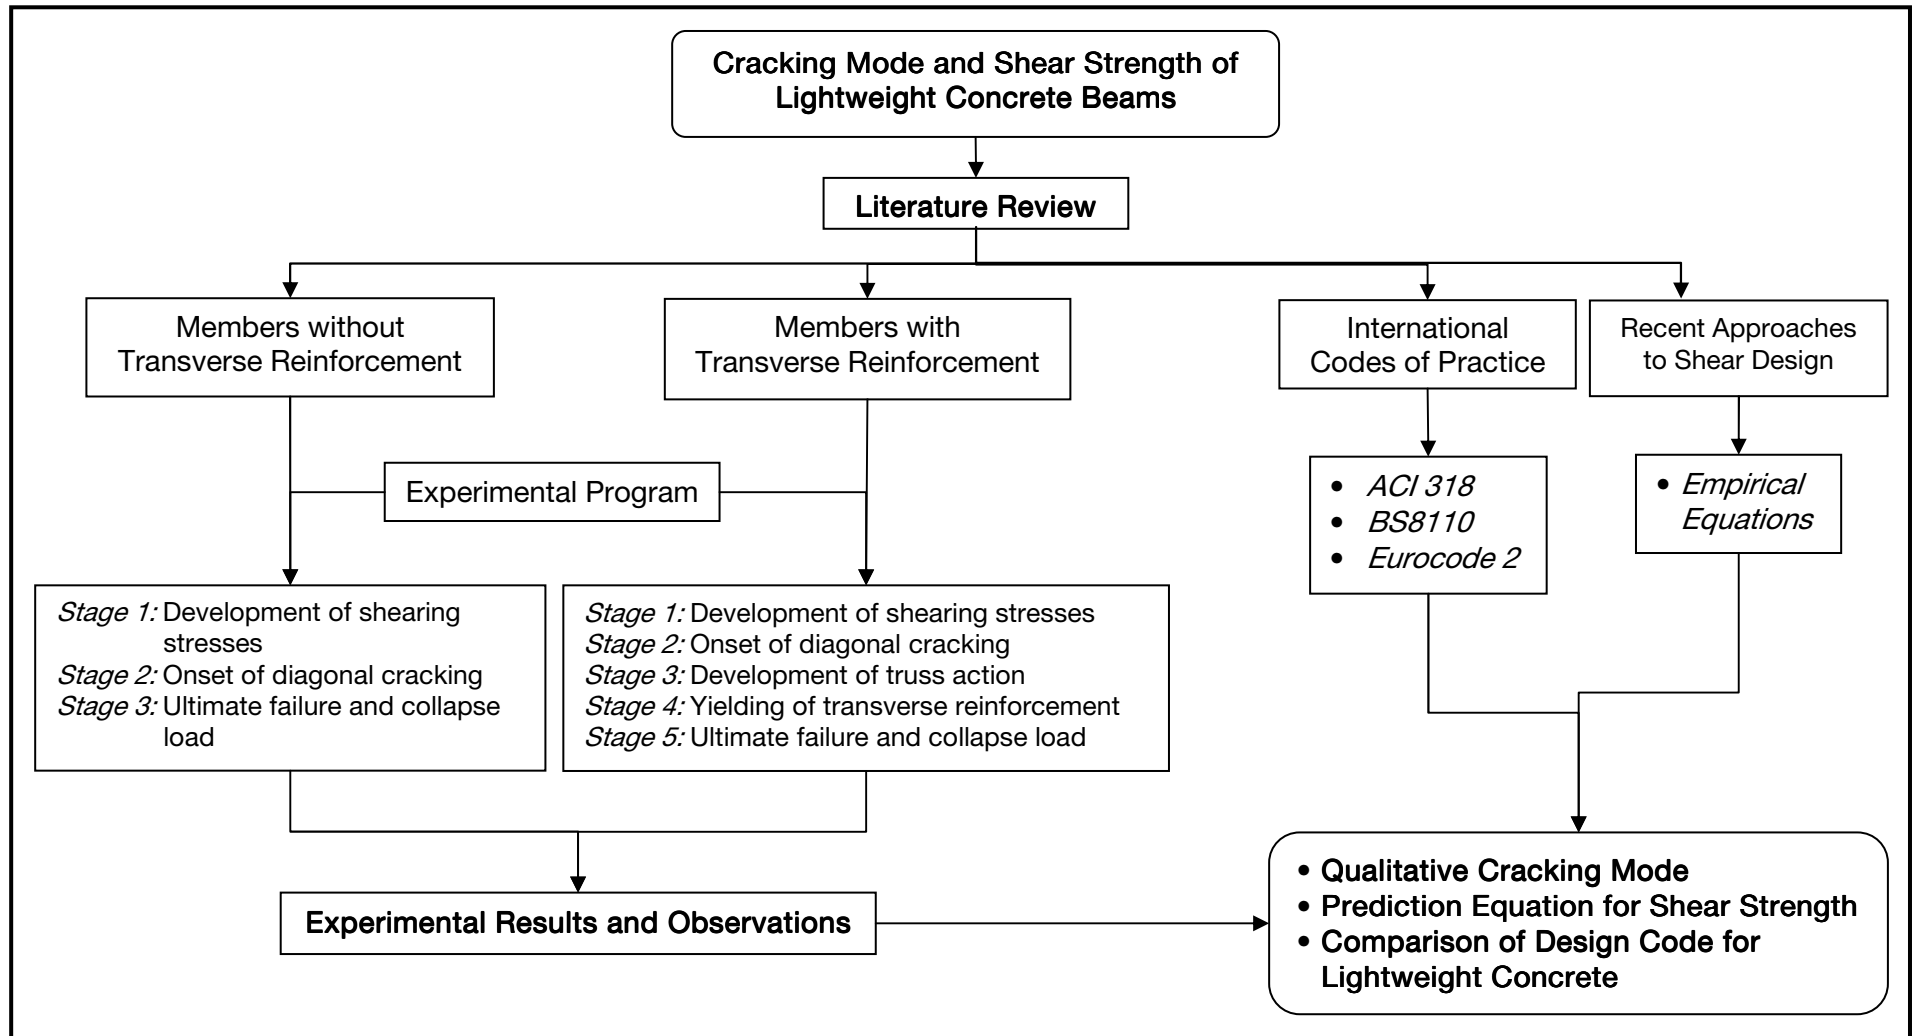 Cracking Mode and Shear Strength of
Lightweight Concrete Beams
Literature Review
Members without
Transverse Reinforcement
Members with
Transverse Reinforcement
International
Codes of Practice
Recent Approaches
to Shear Design
Experimental Program
• ACI 318
• BS8110
• Eurocode 2
• Empirical
Equations
Stage 1: Development of shearing
stresses
Stage 2: Onset of diagonal cracking
Stage 3: Ultimate failure and collapse
load
Stage 1: Development of shearing stresses
Stage 2: Onset of diagonal cracking
Stage 3: Development of truss action
Stage 4: Yielding of transverse reinforcement
Stage 5: Ultimate failure and collapse load
Experimental Results and Observations
• Qualitative Cracking Mode
• Prediction Equation for Shear Strength
• Comparison of Design Code for
Lightweight Concrete